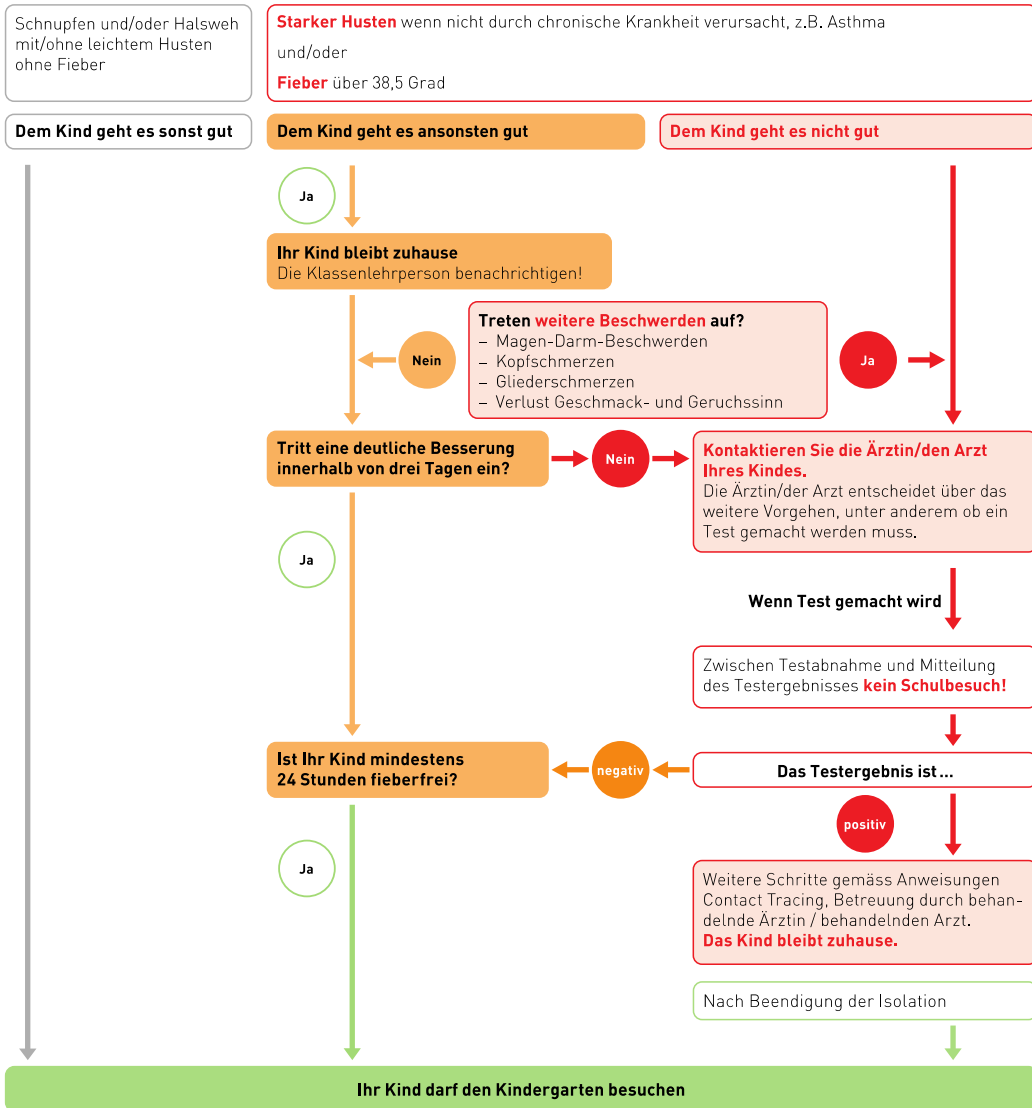 Schnupfen und/oder Halsweh
mit/ohne leichtem Husten
ohne Fieber
Starker Husten wenn nicht durch chronische Krankheit verursacht, z.B. Asthma
und/oder
Fieber über 38,5 Grad
Dem Kind geht es sonst gut
Dem Kind geht es ansonsten gut
Dem Kind geht es nicht gut
Ja
Ihr Kind bleibt zuhause
Die Klassenlehrperson benachrichtigen!
Treten weitere Beschwerden auf?
– Magen-Darm-Beschwerden
– Kopfschmerzen
– Gliederschmerzen
– Verlust Geschmack- und Geruchssinn
Nein
Ja
Tritt eine deutliche Besserung
innerhalb von drei Tagen ein?
Nein
Kontaktieren Sie die Ärztin/den Arzt
Ihres Kindes.
Die Ärztin/der Arzt entscheidet über das
weitere Vorgehen, unter anderem ob ein
Test gemacht werden muss.
Ja
Wenn Test gemacht wird
Zwischen Testabnahme und Mitteilung
des Testergebnisses kein Schulbesuch!
Ist Ihr Kind mindestens
24 Stunden fieberfrei?
negativ
Das Testergebnis ist ...
positiv
Ja
Weitere Schritte gemäss Anweisungen
Contact Tracing, Betreuung durch behan-
delnde Ärztin / behandelnden Arzt.
Das Kind bleibt zuhause.
Nach Beendigung der Isolation
Ihr Kind darf den Kindergarten besuchen